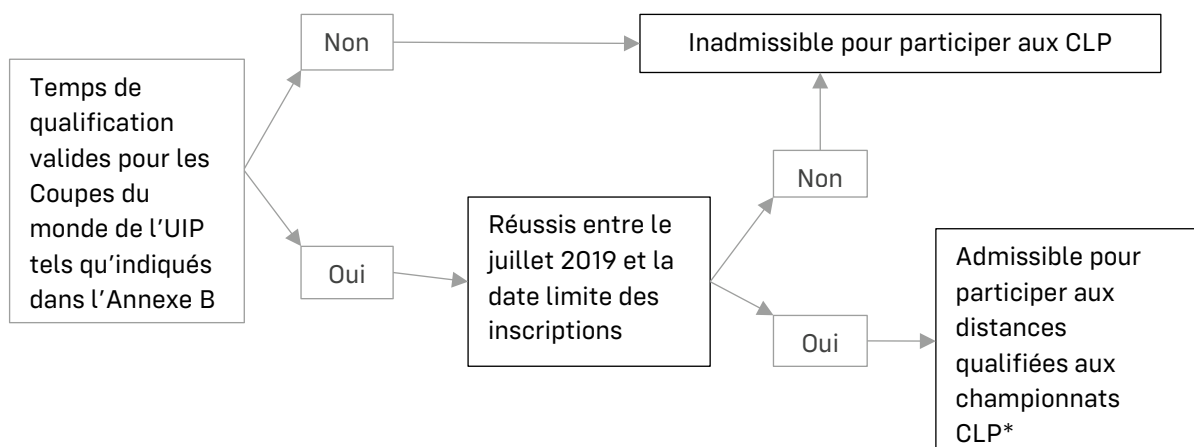 Temps de
qualification
valides pour les
Coupes du
monde de l'UIP
tels qu'indiqués
dans l'Annexe B
Non
Inadmissible pour participer aux CLP
Oui
Réussis entre le
juillet 2019 et la
date limite des
inscriptions
Non
Oui
Admissible pour
participer aux
distances
qualifiées aux
championnats
CLP*